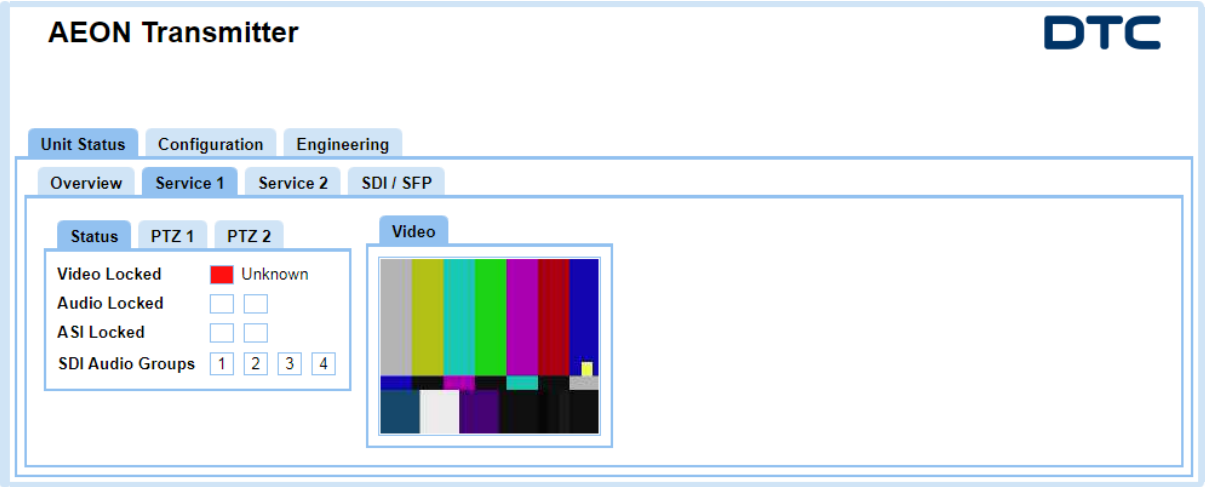 AEON Transmitter
DTC
Unit Status Configuration Engineering
Overview Service 1 Service 2 SDI / SFP
Status PTZ 1 PTZ 2
Video
Video Locked Unknown
Audio Locked
ASI Locked
SDI Audio Groups 1 2 3 4